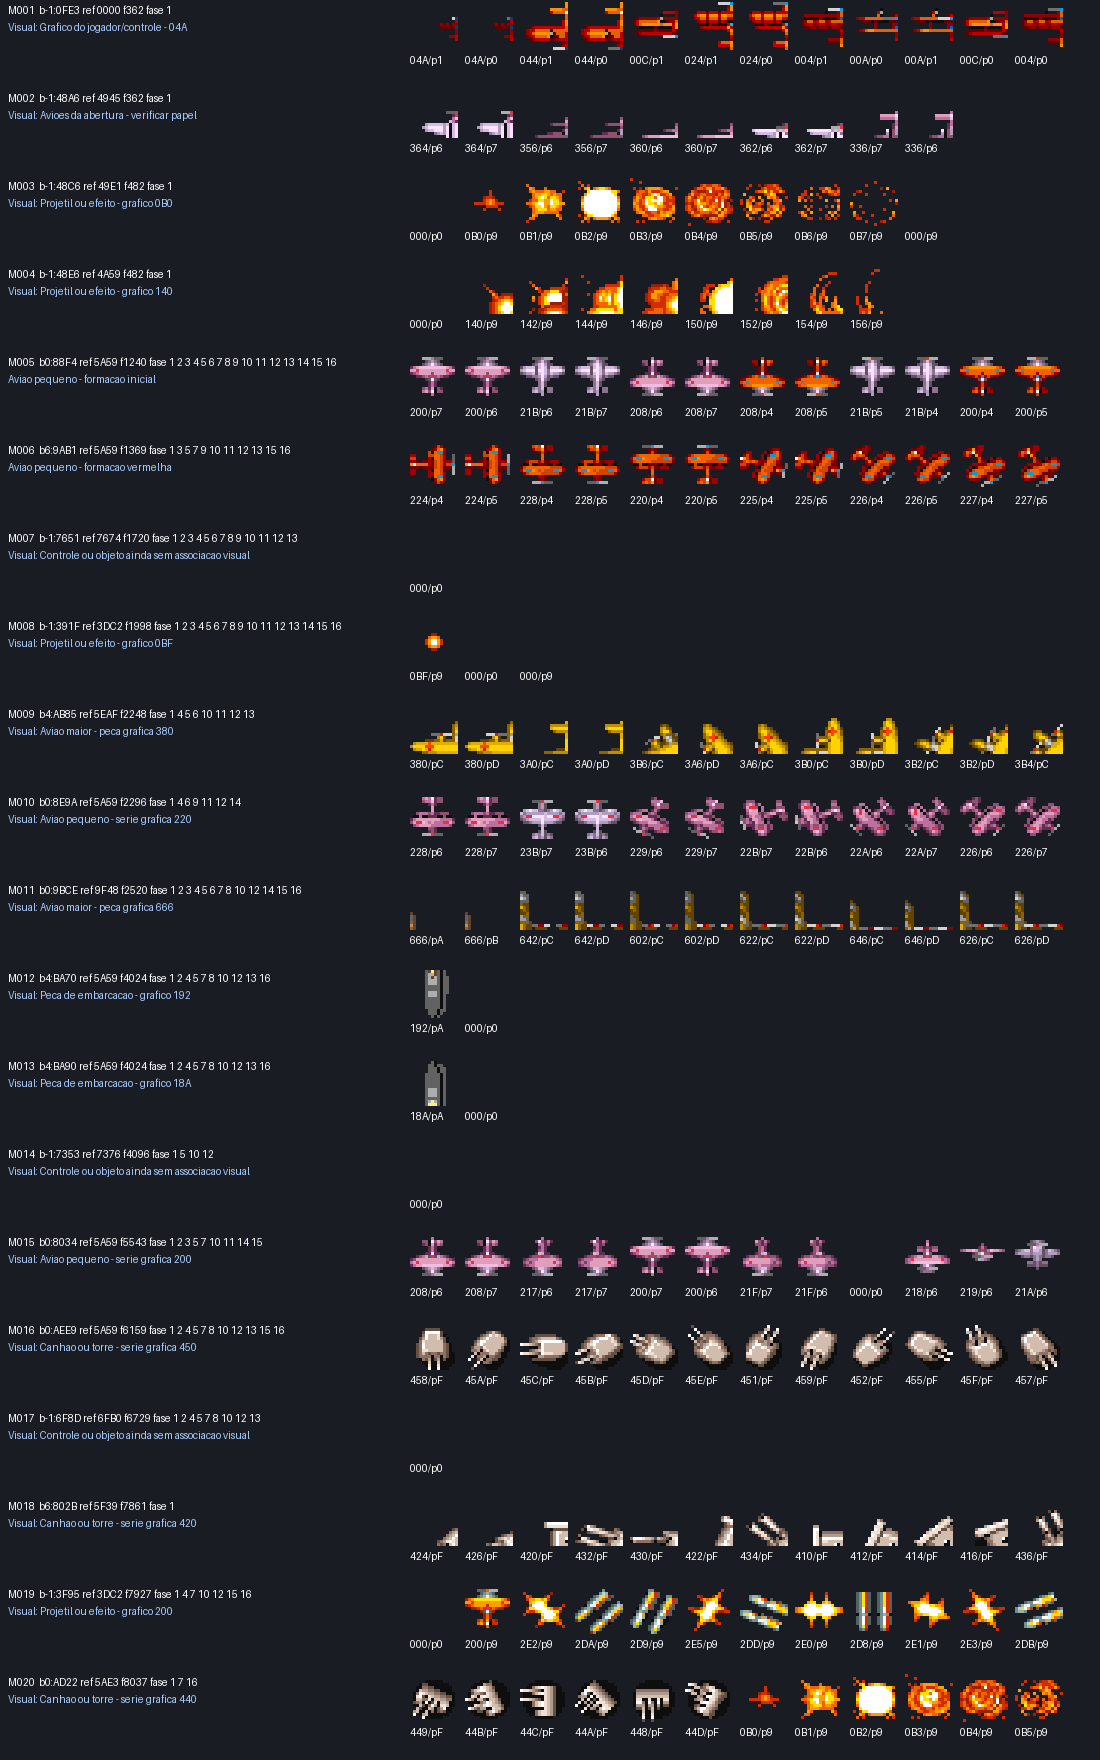 M001 b-1:0FE3 ref 0000 f362 fase 1
Visual: Grafico do jogador/controle - 04A
04A/p1 04A/p0 044/p1 044/p0 00C/p1 024/p1 024/p0 004/p1 00A/p0 00A/p1 00C/p0 004/p0
M002 b-1:48A6 ref 4945 f362 fase 1
Visual: Avioes da abertura - verificar papel
364/p6 364/p7 356/p6 356/p7 360/p6 360/p7 362/p6 362/p7 336/p7 336/p6
M003 b-1:48C6 ref 49E1 f482 fase 1
Visual: Projetil ou efeito - grafico 0B0
000/p0 0B0/p9 0B1/p9 0B2/p9 0B3/p9 0B4/p9 0B5/p9 0B6/p9 0B7/p9 000/p9
M004 b-1:48E6 ref 4A59 f482 fase 1
Visual: Projetil ou efeito - grafico 140
000/p0 140/p9 142/p9 144/p9 146/p9 150/p9 152/p9 154/p9 156/p9
M005 b0:88F4 ref 5A59 f1240 fase 1 2 3 4 5 6 7 8 9 10 11 12 13 14 15 16
Aviao pequeno - formacao inicial
200/p7 200/p6 21B/p6 21B/p7 208/p6 208/p7 208/p4 208/p5 21B/p5 21B/p4 200/p4 200/p5
M006 b6:9AB1 ref 5A59 f1369 fase 1 3 5 7 9 10 11 12 13 15 16
Aviao pequeno - formacao vermelha
224/p4 224/p5 228/p4 228/p5 220/p4 220/p5 225/p4 225/p5 226/p4 226/p5 227/p4 227/p5
M007 b-1:7651 ref 7674 f1720 fase 1 2 3 4 5 6 7 8 9 10 11 12 13
Visual: Controle ou objeto ainda sem associacao visual
000/p0
M008 b-1:391F ref 3DC2 f1998 fase 1 2 3 4 5 6 7 8 9 10 11 12 13 14 15 16
Visual: Projetil ou efeito - grafico 0BF
0BF/p9 000/p0 000/p9
M009 b4:AB85 ref 5EAF f2248 fase 1 4 5 6 10 11 12 13
Visual: Aviao maior - peca grafica 380
380/pC 380/pD 3A0/pC 3A0/pD 3B6/pC 3A6/pD 3A6/pC 3B0/pC 3B0/pD 3B2/pC 3B2/pD 3B4/pC
M010 b0:8E9A ref 5A59 f2296 fase 1 4 6 9 11 12 14
Visual: Aviao pequeno - serie grafica 220
228/p6 228/p7 23B/p7 23B/p6 229/p6 229/p7 22B/p7 22B/p6 22A/p6 22A/p7 226/p6 226/p7
M011 b0:9BCE ref 9F48 f2520 fase 1 2 3 4 5 6 7 8 10 12 14 15 16
Visual: Aviao maior - peca grafica 666
666/pA 666/pB 642/pC 642/pD 602/pC 602/pD 622/pC 622/pD 646/pC 646/pD 626/pC 626/pD
M012 b4:BA70 ref 5A59 f4024 fase 1 2 4 5 7 8 10 12 13 16
Visual: Peca de embarcacao - grafico 192
192/pA 000/p0
M013 b4:BA90 ref 5A59 f4024 fase 1 2 4 5 7 8 10 12 13 16
Visual: Peca de embarcacao - grafico 18A
18A/pA 000/p0
M014 b-1:7353 ref 7376 f4096 fase 1 5 10 12
Visual: Controle ou objeto ainda sem associacao visual
000/p0
M015 b0:8034 ref 5A59 f5543 fase 1 2 3 5 7 10 11 14 15
Visual: Aviao pequeno - serie grafica 200
208/p6 208/p7 217/p6 217/p7 200/p7 200/p6 21F/p7 21F/p6 000/p0 218/p6 219/p6 21A/p6
M016 b0:AEE9 ref 5A59 f6159 fase 1 2 4 5 7 8 10 12 13 15 16
Visual: Canhao ou torre - serie grafica 450
458/pF 45A/pF 45C/pF 45B/pF 45D/pF 45E/pF 451/pF 459/pF 452/pF 455/pF 45F/pF 457/pF
M017 b-1:6F8D ref 6FB0 f6729 fase 1 2 4 5 7 8 10 12 13
Visual: Controle ou objeto ainda sem associacao visual
000/p0
M018 b6:802B ref 5F39 f7861 fase 1
Visual: Canhao ou torre - serie grafica 420
424/pF 426/pF 420/pF 432/pF 430/pF 422/pF 434/pF 410/pF 412/pF 414/pF 416/pF 436/pF
M019 b-1:3F95 ref 3DC2 f7927 fase 1 4 7 10 12 15 16
Visual: Projetil ou efeito - grafico 200
000/p0 200/p9 2E2/p9 2DA/p9 2D9/p9 2E5/p9 2DD/p9 2E0/p9 2D8/p9 2E1/p9 2E3/p9 2DB/p9
M020 b0:AD22 ref 5AE3 f8037 fase 1 7 16
Visual: Canhao ou torre - serie grafica 440
449/pF 44B/pF 44C/pF 44A/pF 448/pF 44D/pF 0B0/p9 0B1/p9 0B2/p9 0B3/p9 0B4/p9 0B5/p9